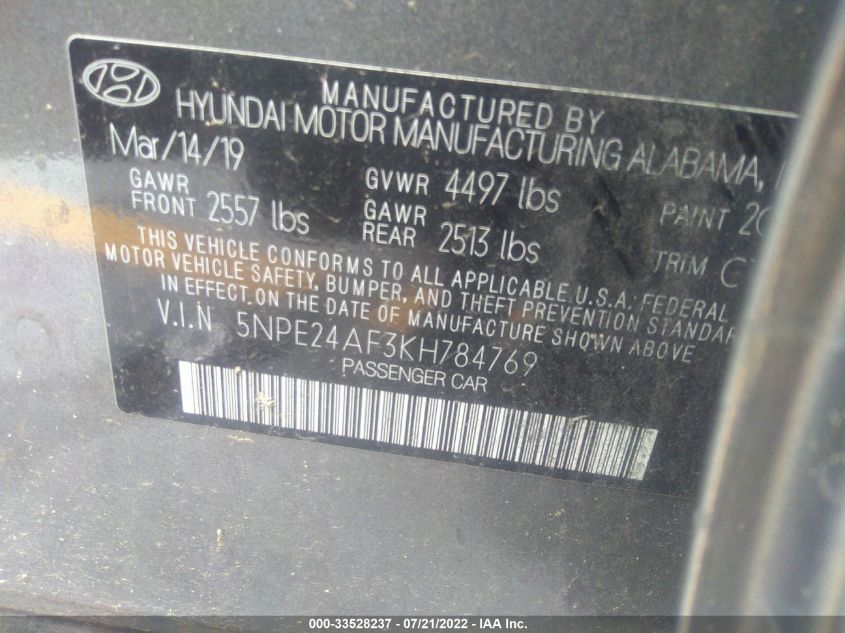 MANUFACTURED BY
HYUNDAI MOTOR MANUFACTURING ALABAMA,
Mar/14/19
GAWR FRONT 2557 lbs
GVWR 4497 lbs
GAWR REAR 2513 lbs
PAINT
TRIM
THIS VEHICLE CONFORMS TO ALL APPLICABLE U.S.A. FEDERAL
MOTOR VEHICLE SAFETY, BUMPER, AND THEFT PREVENTION STANDARD
IN EFFECT ON THE DATE OF MANUFACTURE SHOWN ABOVE
V.I.N 5NPE24AF3KH784769
PASSENGER CAR
000-33528237 - 07/21/2022 - IAA Inc.